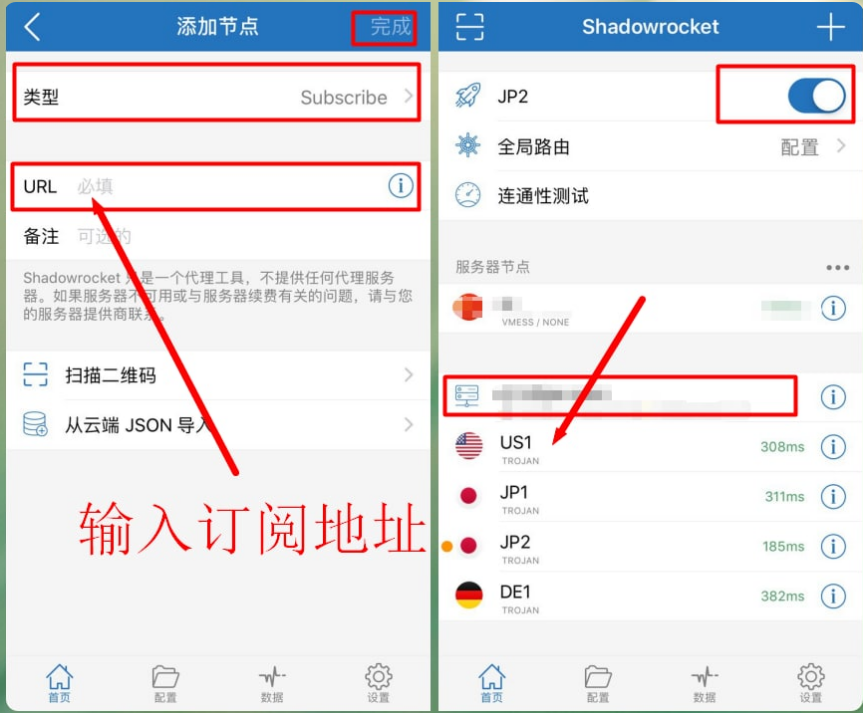 添加节点
完成
类型
Subscribe
URL
必填
备注
可选的
Shadowrocket 只是一个代理工具，不提供任何代理服务
器。如果服务器不可用或与服务器续费有关的问题，请与您
的服务器提供商联系。
扫描二维码
从云端 JSON 导入
输入订阅地址
首页
配置
数据
设置
Shadowrocket
JP2
全局路由
配置
连通性测试
服务器节点
VMESS / NONE
US1
TROJAN
308ms
JP1
TROJAN
311ms
JP2
TROJAN
185ms
DE1
TROJAN
382ms
首页
配置
数据
设置